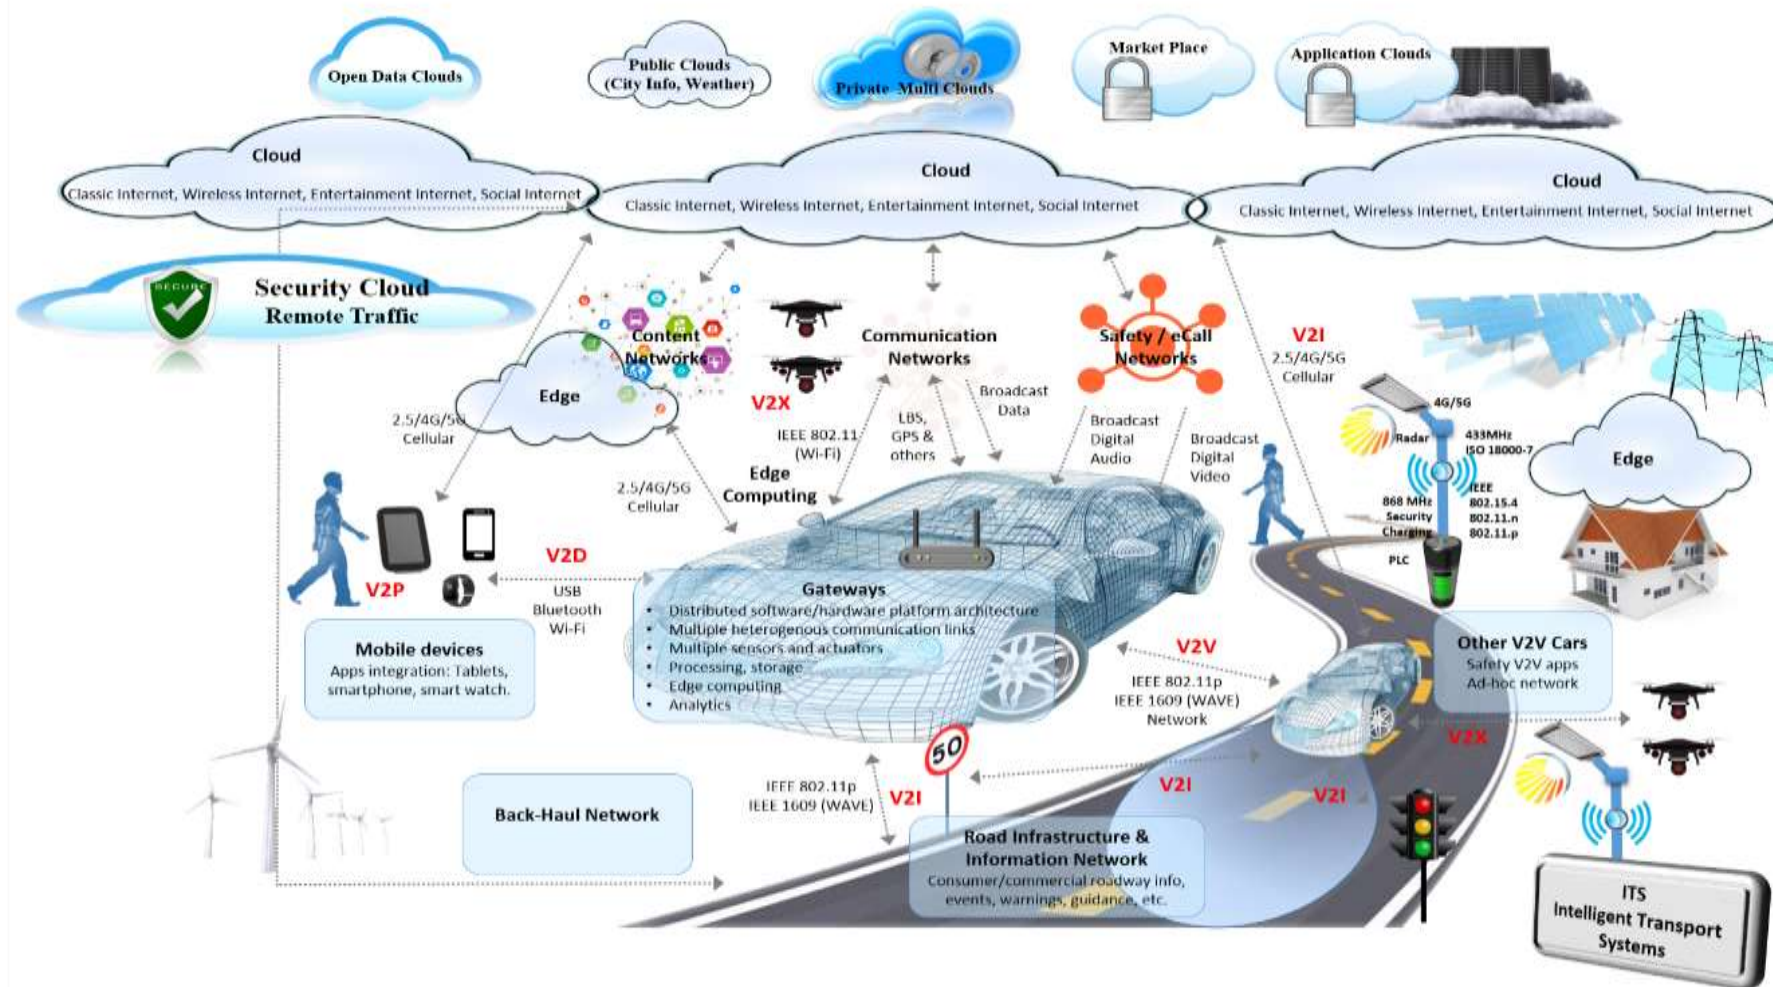 Open Data Clouds
Public Clouds
(City Info, Weather)
Private Multi Clouds
Market Place
Application Clouds
Cloud
Classic Internet, Wireless Internet, Entertainment Internet, Social Internet
Cloud
Classic Internet, Wireless Internet, Entertainment Internet, Social Internet
Cloud
Classic Internet, Wireless Internet, Entertainment Internet, Social Internet
SECURE
Security Cloud
Remote Traffic
Content
Networks
Edge
V2X
Communication
Networks
Safety / eCall
Networks
V2I
2.5/4G/5G
Cellular
2.5/4G/5G
Cellular
IEEE 802.11
(Wi-Fi)
LBS,
GPS &
others
Broadcast
Data
Broadcast
Digital
Audio
Broadcast
Digital
Video
4G/5G
Radar
433MHz
ISO 18000-7
868 MHz
Security
Charging
IEEE
802.15.4
802.11.n
802.11.p
PLC
Edge
Edge
Computing
2.5/4G/5G
Cellular
V2P
V2D
USB
Bluetooth
Wi-Fi
Mobile devices
Apps integration: Tablets,
smartphone, smart watch.
Gateways
• Distributed software/hardware platform architecture
• Multiple heterogenous communication links
• Multiple sensors and actuators
• Processing, storage
• Edge computing
• Analytics
V2V
IEEE 802.11p
IEEE 1609 (WAVE)
Network
Other V2V Cars
Safety V2V apps
Ad-hoc network
V2X
Back-Haul Network
IEEE 802.11p
IEEE 1609 (WAVE)
V2I
50
V2I
V2I
Road Infrastructure &
Information Network
Consumer/commercial roadway info,
events, warnings, guidance, etc.
ITS
Intelligent Transport
Systems